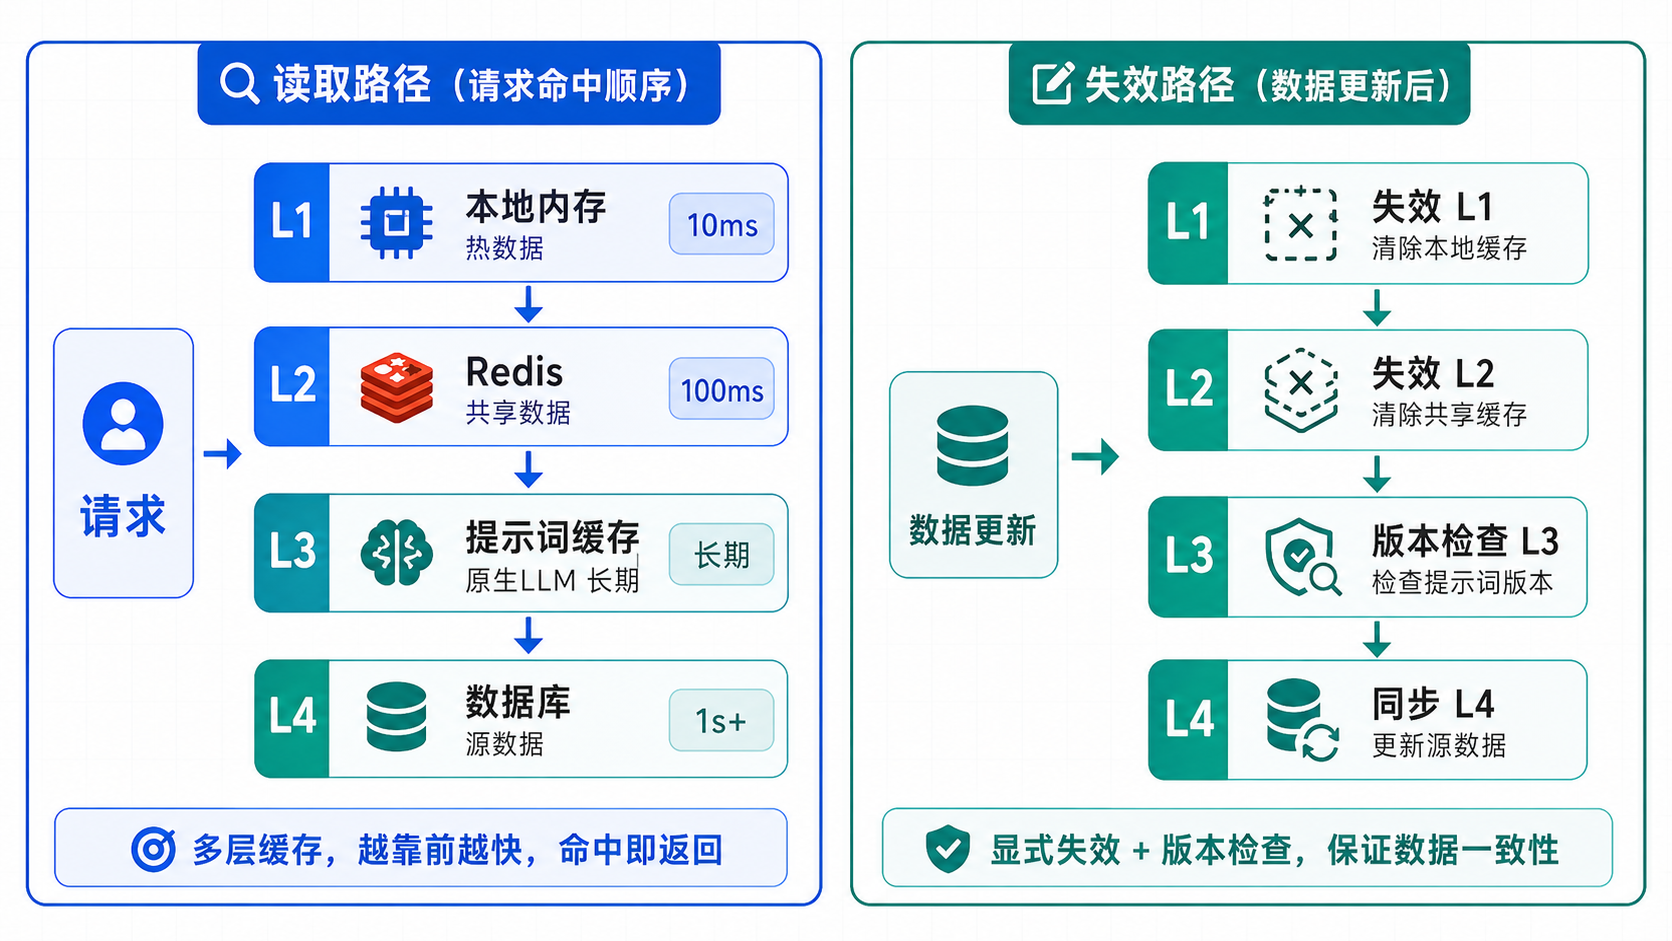 读取路径（请求命中顺序）
请求
L1
本地内存
热数据
10ms
L2
Redis
共享数据
100ms
L3
提示词缓存
原生LLM 长期
长期
L4
数据库
源数据
1s+
多层缓存，越靠前越快，命中即返回
失效路径（数据更新后）
数据更新
L1
失效 L1
清除本地缓存
L2
失效 L2
清除共享缓存
L3
版本检查 L3
检查提示词版本
L4
同步 L4
更新源数据
显式失效 + 版本检查，保证数据一致性